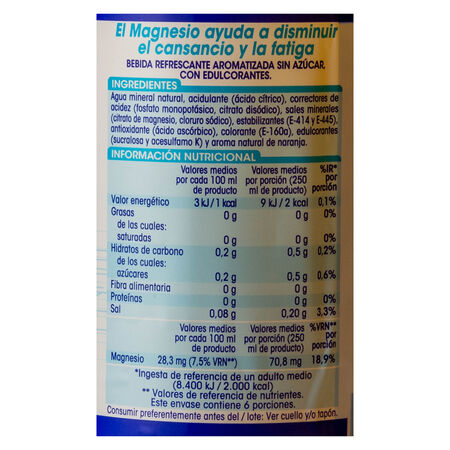 El Magnesio ayuda a disminuir
el cansancio y la fatiga
BEBIDA REFRESCANTE AROMATIZADA SIN AZÚCAR,
CON EDULCORANTES.
INGREDIENTES
Agua mineral natural, acidulante (ácido cítrico), correctores de
acidez (fosfato monopotásico, citrato disódico), sales minerales
(citrato de magnesio, cloruro sódico), estabilizantes (E-414 y E-445),
antioxidante (ácido ascórbico), colorante (E-160a), edulcorantes
(sucralosa y acesulfamo K) y aroma natural de naranja.
INFORMACIÓN NUTRICIONAL
Valores medios por cada 100 ml de producto Valores medios por porción (250 ml de producto) %IR* por porción
Valor energético 3 kJ / 1 kcal 9 kJ / 2 kcal 0,1%
Grasas 0 g 0 g 0%
de las cuales:
saturadas 0 g 0 g 0%
Hidratos de carbono 0,2 g 0,5 g 0,2%
de los cuales:
azúcares 0,2 g 0,5 g 0,6%
Fibra alimentaria 0 g 0 g
Proteínas 0 g 0 g 0%
Sal 0,08 g 0,20 g 3,3%
Valores medios por cada 100 ml de producto Valores medios por porción (250 ml de producto) %VRN** por porción
Magnesio 28,3 mg (7,5% VRN**) 70,8 mg 18,9%
*Ingesta de referencia de un adulto medio
(8.400 kJ / 2.000 kcal)
** Valores de referencia de nutrientes.
Este envase contiene 6 porciones.
Consumir preferentemente antes del / lote: Ver cuello y/o tapón.